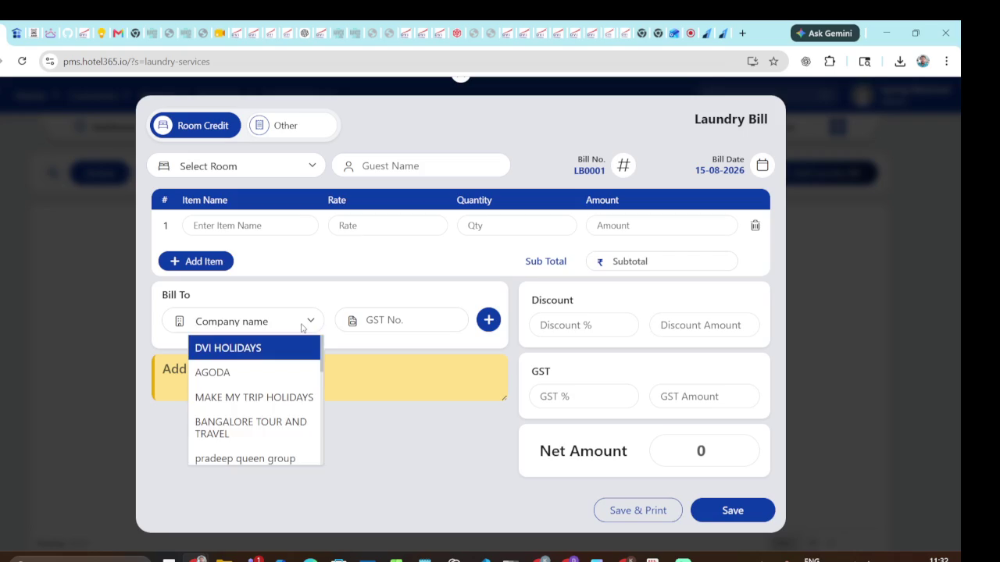 Ask Gemini
pms.hotel365.io/?s=laundry-services
Room Credit
Other
Laundry Bill
Select Room
Guest Name
Bill No.
LB0001
Bill Date
15-08-2026
# Item Name Rate Quantity Amount
1 Enter Item Name Rate Qty Amount
+ Add Item
Sub Total
₹ Subtotal
Bill To
Company name
GST No.
DVI HOLIDAYS
AGODA
MAKE MY TRIP HOLIDAYS
BANGALORE TOUR AND
TRAVEL
pradeep queen group
Add
Discount
Discount %
Discount Amount
GST
GST %
GST Amount
Net Amount
0
Save & Print
Save
ENG
11:32